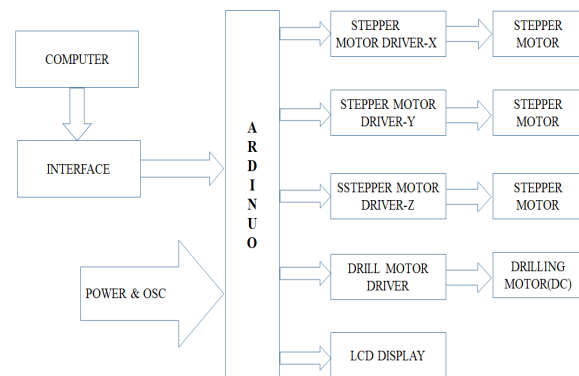 COMPUTER
INTERFACE
POWER & OSC
A
R
D
I
N
U
O
STEPPER
MOTOR DRIVER-X
STEPPER
MOTOR
STEPPER MOTOR
DRIVER-Y
STEPPER
MOTOR
SSTEPPER MOTOR
DRIVER-Z
STEPPER
MOTOR
DRILL MOTOR
DRIVER
DRILLING
MOTOR(DC)
LCD DISPLAY